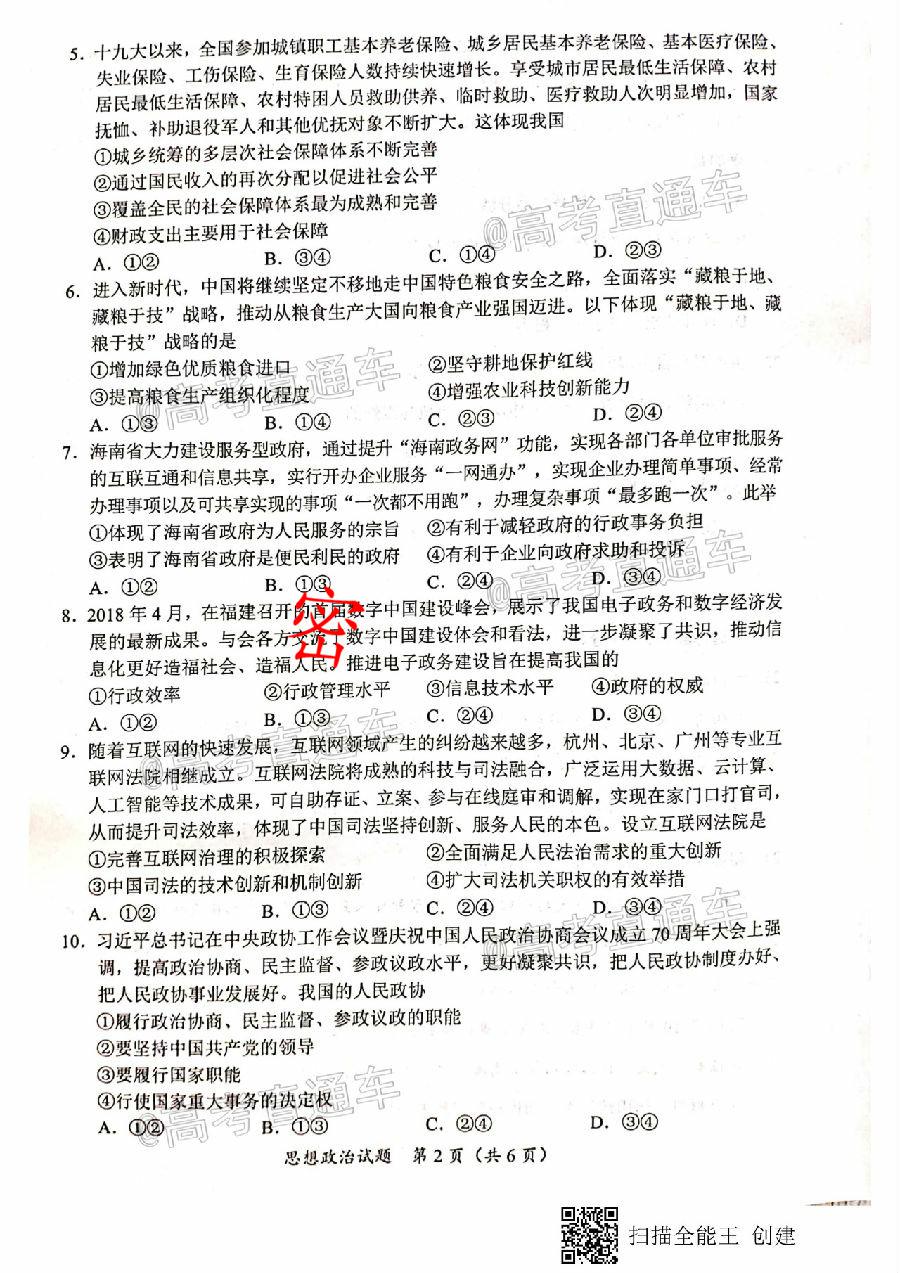 5. 十九大以来，全国参加城镇职工基本养老保险、城乡居民基本养老保险、基本医疗保险、
失业保险、工伤保险、生育保险人数持续快速增长。享受城市居民最低生活保障、农村
居民最低生活保障、农村特困人员救助供养、临时救助、医疗救助人次明显增加，国家
抚恤、补助退役军人和其他优抚对象不断扩大。这体现我国
①城乡统筹的多层次社会保障体系不断完善
②通过国民收入的再次分配以促进社会公平
③覆盖全民的社会保障体系最为成熟和完善
④财政支出主要用于社会保障
A. ①② B. ③④ C. ①④ D. ②③
6. 进入新时代，中国将继续坚定不移地走中国特色粮食安全之路，全面落实“藏粮于地、
藏粮于技”战略，推动从粮食生产大国向粮食产业强国迈进。以下体现“藏粮于地、藏
粮于技”战略的是
①增加绿色优质粮食进口 ②坚守耕地保护红线
③提高粮食生产组织化程度 ④增强农业科技创新能力
A. ①③ B. ①④ C. ②③ D. ②④
7. 海南省大力建设服务型政府，通过提升“海南政务网”功能，实现各部门各单位审批服务
的互联互通和信息共享，实行开办企业服务“一网通办”，实现企业办理简单事项、经常
办理事项以及可共享实现的事项“一次都不用跑”，办理复杂事项“最多跑一次”。此举
①体现了海南省政府为人民服务的宗旨 ②有利于减轻政府的行政事务负担
③表明了海南省政府是便民利民的政府 ④有利于企业向政府求助和投诉
A. ①② B. ①③ C. ②④ D. ③④
8. 2018年4月，在福建召开的首届数字中国建设峰会，展示了我国电子政务和数字经济发
展的最新成果。与会各方交流了数字中国建设体会和看法，进一步凝聚了共识，推动信
息化更好造福社会、造福人民。推进电子政务建设旨在提高我国的
①行政效率 ②行政管理水平 ③信息技术水平 ④政府的权威
A. ①② B. ①③ C. ②④ D. ③④
密
9. 随着互联网的快速发展，互联网领域产生的纠纷越来越多，杭州、北京、广州等专业互
联网法院相继成立。互联网法院将成熟的科技与司法融合，广泛运用大数据、云计算、
人工智能等技术成果，可自助存证、立案、参与在线庭审和调解，实现在家门口打官司，
从而提升司法效率，体现了中国司法坚持创新、服务人民的本色。设立互联网法院是
①完善互联网治理的积极探索 ②全面满足人民法治需求的重大创新
③中国司法的技术创新和机制创新 ④扩大司法机关职权的有效举措
A. ①② B. ①③ C. ②④ D. ③④
10. 习近平总书记在中央政协工作会议暨庆祝中国人民政治协商会议成立70周年大会上强
调，提高政治协商、民主监督、参政议政水平，更好凝聚共识，把人民政协制度办好、
把人民政协事业发展好。我国的人民政协
①履行政治协商、民主监督、参政议政的职能
②要坚持中国共产党的领导
③要履行国家职能
④行使国家重大事务的决定权
A. ①② B. ①③ C. ②④ D. ③④
思想政治试题 第2页（共6页）
@高考直通车
@高考直通车
@高考直通车
@高考直通车
@高考直通车
@高考直通车
扫描全能王 创建